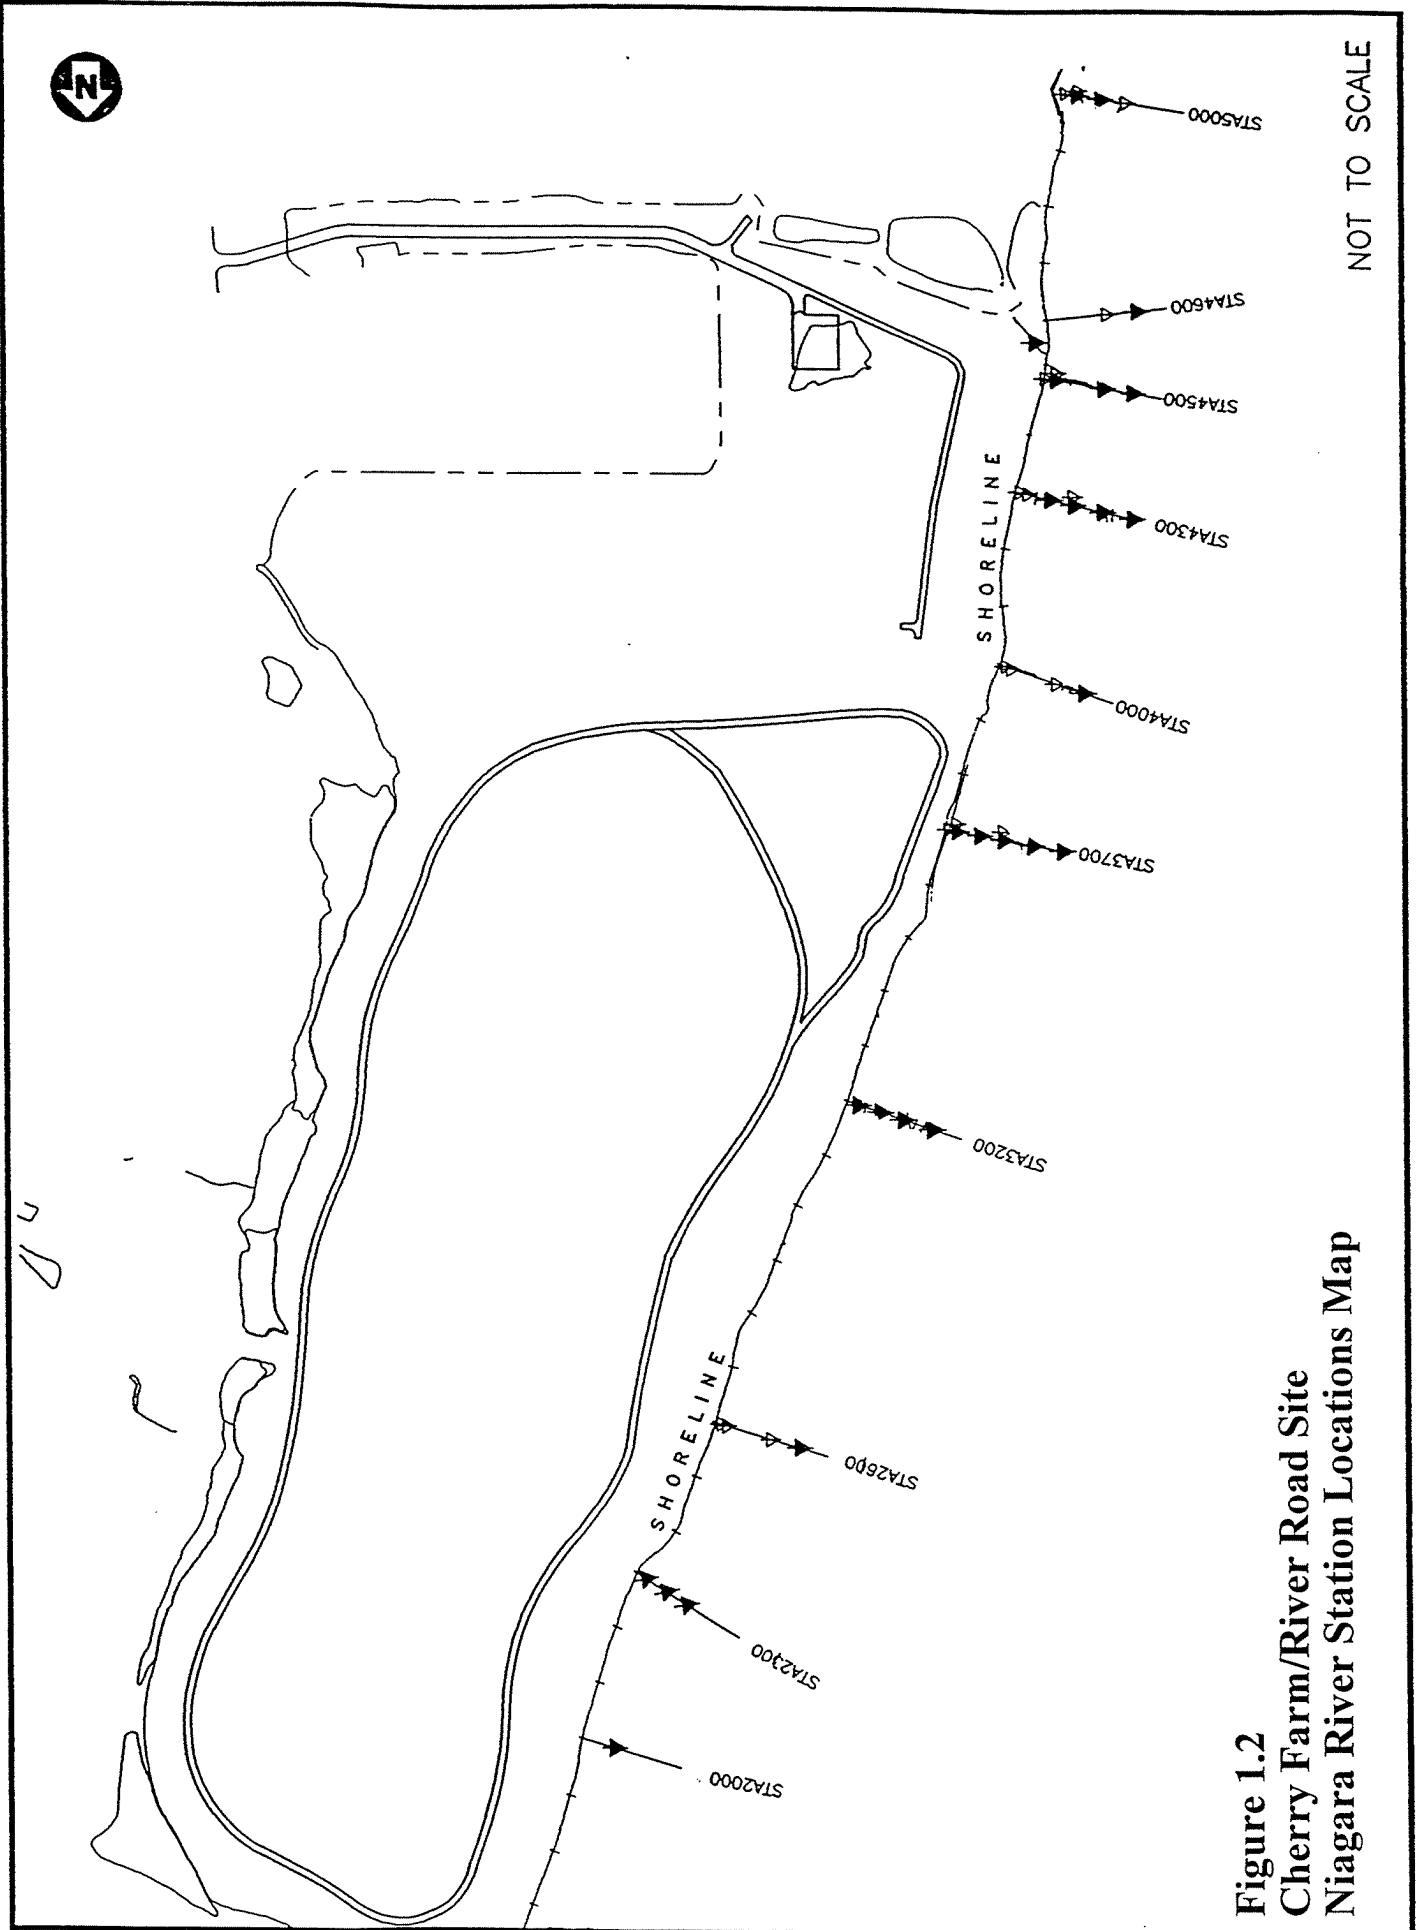 N
NOT TO SCALE
STA5000
STA4600
STA4500
STA4300
SHORELINE
STA4000
STA3700
STA3200
STA2600
SHORELINE
STA2300
STA2000
Figure 1.2
Cherry Farm/River Road Site
Niagara River Station Locations Map